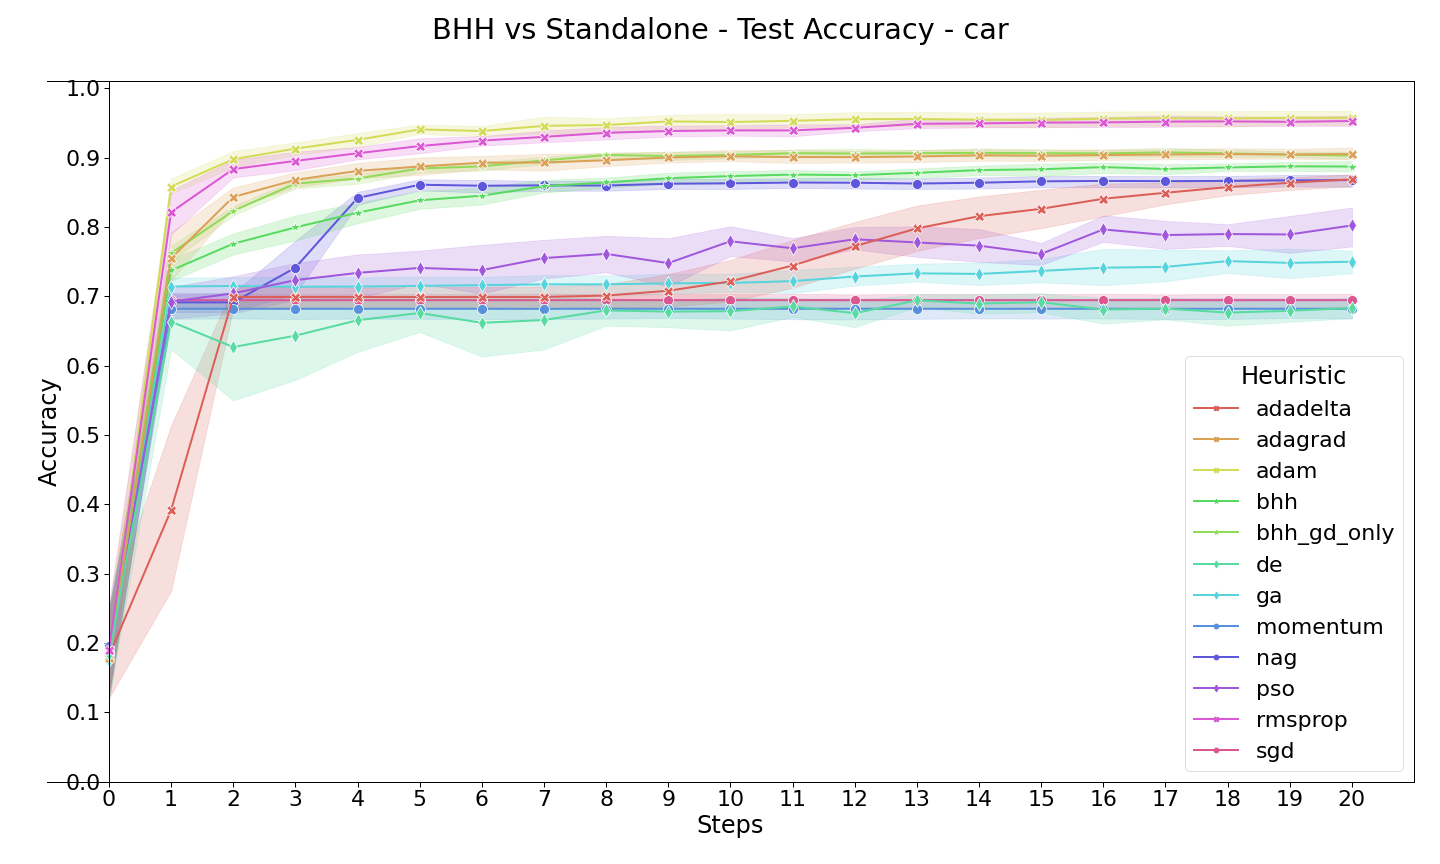 BHH vs Standalone - Test Accuracy - car
1.0
0.9
0.8
0.7
0.6
0.5
0.4
0.3
0.2
0.1
0.0
Accuracy
0 1 2 3 4 5 6 7 8 9 10 11 12 13 14 15 16 17 18 19 20
Steps
Heuristic
adadelta
adagrad
adam
bhh
bhh_gd_only
de
ga
momentum
nag
pso
rmsprop
sgd